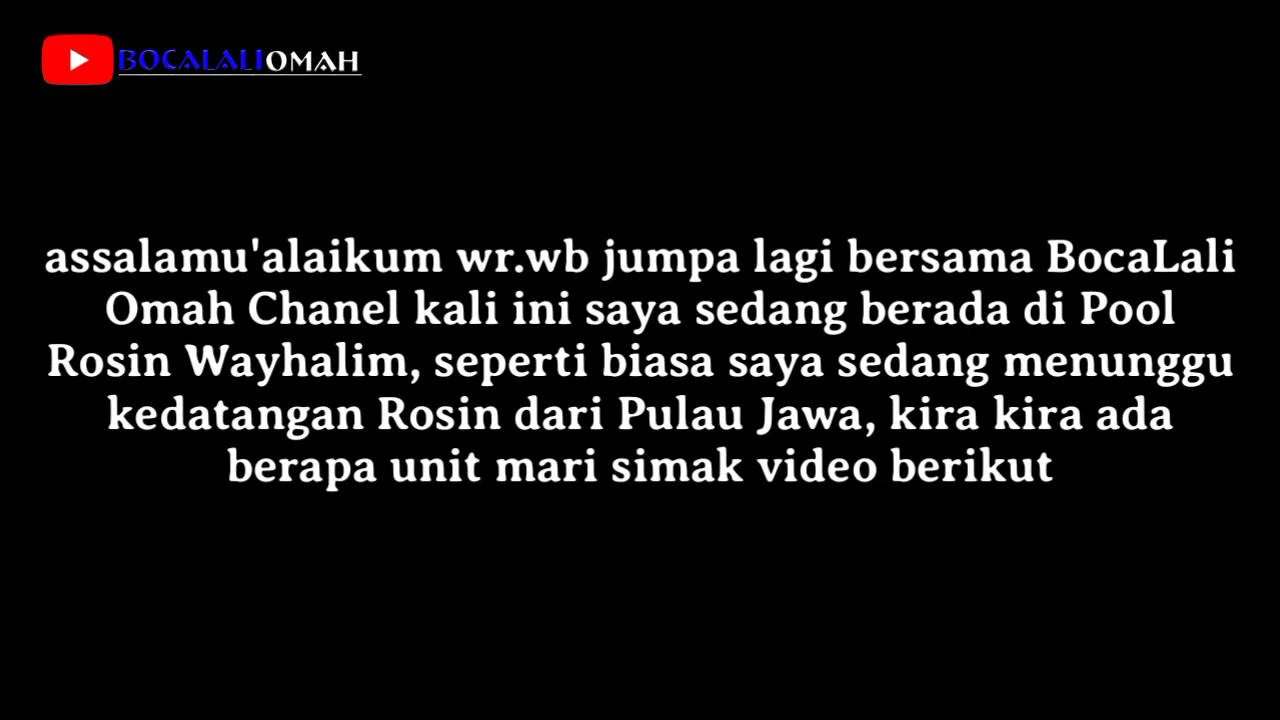 BOCALALIOMAH
assalamu'alaikum wr.wb jumpa lagi bersama BocaLali
Omah Chanel kali ini saya sedang berada di Pool
Rosin Wayhalim, seperti biasa saya sedang menunggu
kedatangan Rosin dari Pulau Jawa, kira kira ada
berapa unit mari simak video berikut